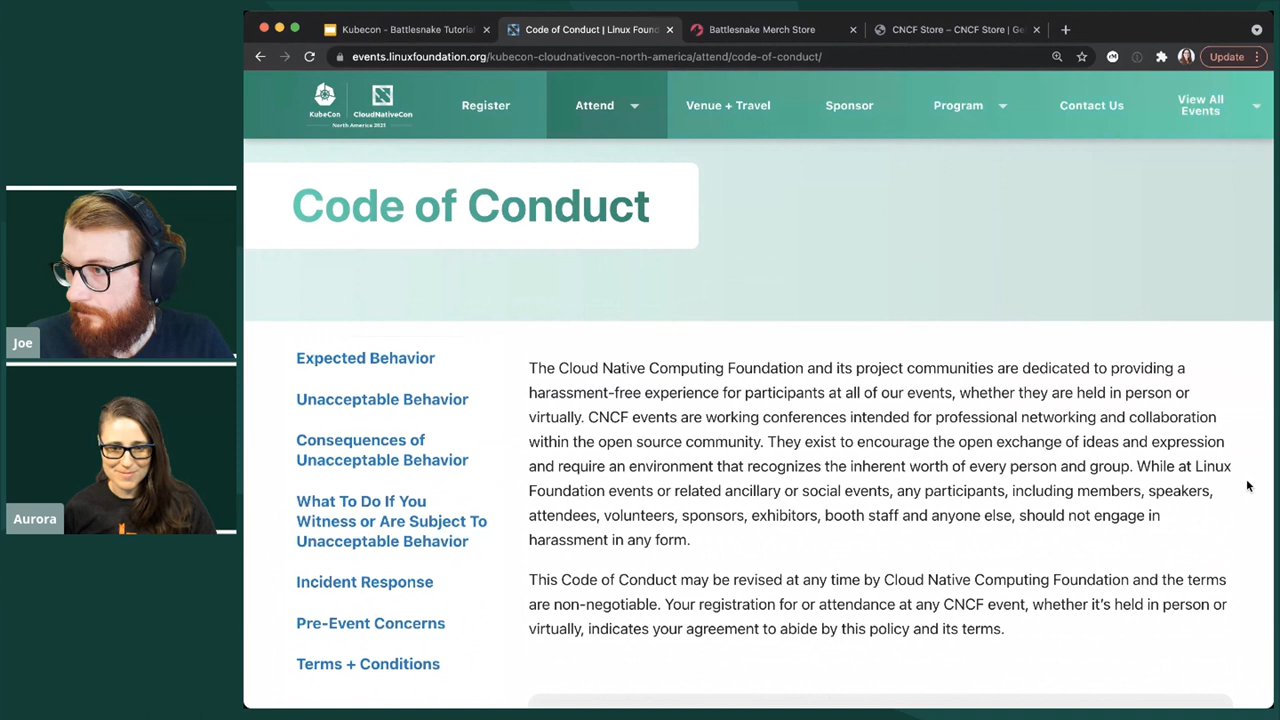 Kubecon - Battlesnake Tutorial
Code of Conduct | Linux Foun
Battlesnake Merch Store
CNCF Store – CNCF Store | Ge
events.linuxfoundation.org/kubecon-cloudnativecon-north-america/attend/code-of-conduct/
Update
KubeCon
CloudNativeCon
North America 2021
Register
Attend
Venue + Travel
Sponsor
Program
Contact Us
View All
Events
Code of Conduct
Joe
Aurora
Expected Behavior
Unacceptable Behavior
Consequences of
Unacceptable Behavior
What To Do If You
Witness or Are Subject To
Unacceptable Behavior
Incident Response
Pre-Event Concerns
Terms + Conditions
The Cloud Native Computing Foundation and its project communities are dedicated to providing a
harassment-free experience for participants at all of our events, whether they are held in person or
virtually. CNCF events are working conferences intended for professional networking and collaboration
within the open source community. They exist to encourage the open exchange of ideas and expression
and require an environment that recognizes the inherent worth of every person and group. While at Linux
Foundation events or related ancillary or social events, any participants, including members, speakers,
attendees, volunteers, sponsors, exhibitors, booth staff and anyone else, should not engage in
harassment in any form.
This Code of Conduct may be revised at any time by Cloud Native Computing Foundation and the terms
are non-negotiable. Your registration for or attendance at any CNCF event, whether it's held in person or
virtually, indicates your agreement to abide by this policy and its terms.